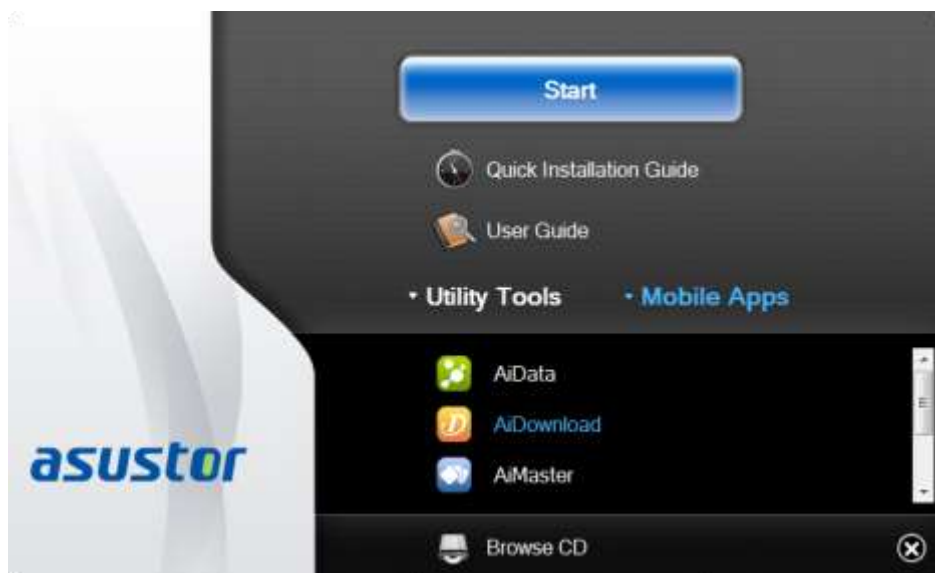 Start
Quick Installation Guide
User Guide
Utility Tools
Mobile Apps
AiData
AiDownload
AiMaster
asustor
Browse CD